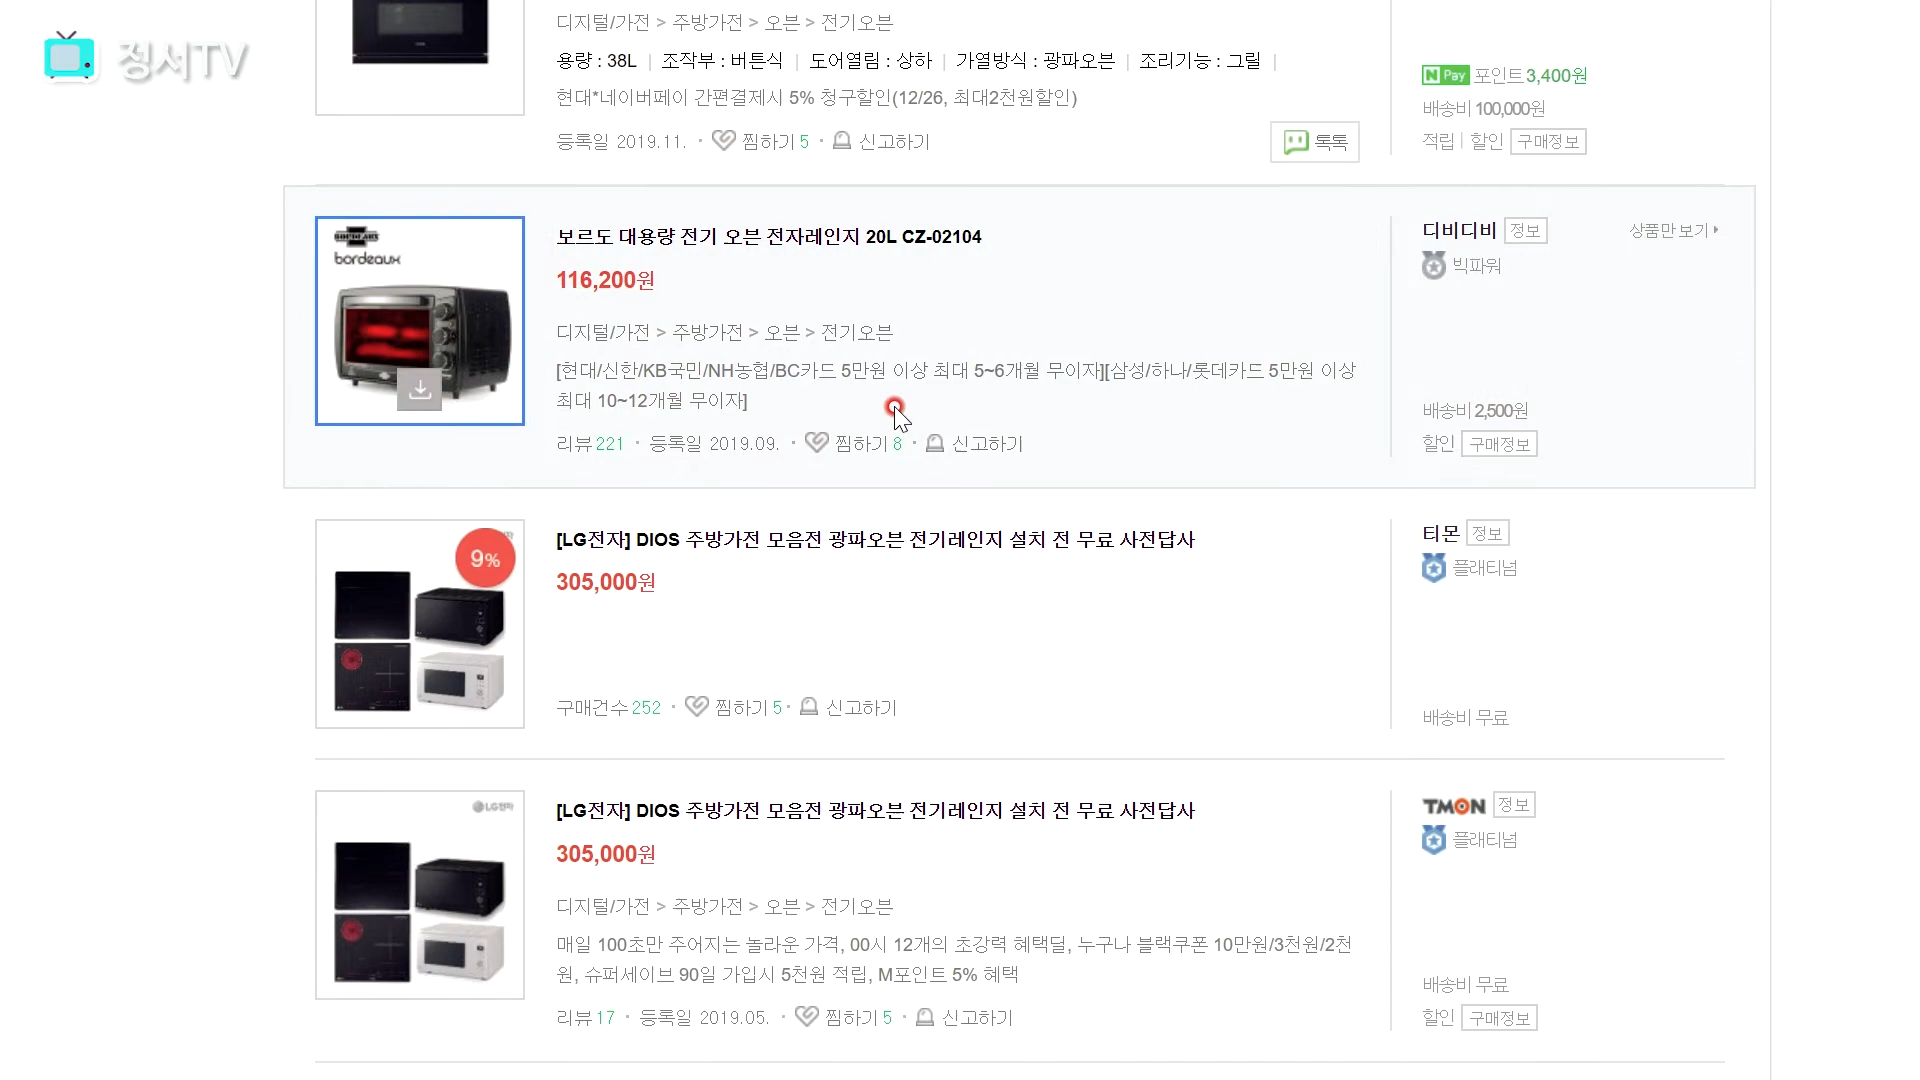 정서TV
디지털/가전 > 주방가전 > 오븐 > 전기오븐
용량 : 38L | 조작부 : 버튼식 | 도어열림 : 상하 | 가열방식 : 광파오븐 | 조리기능 : 그릴 |
현대*네이버페이 간편결제시 5% 청구할인(12/26, 최대2천원할인)
등록일 2019.11. · 찜하기 5 · 신고하기
톡톡
N Pay 포인트 3,400원
배송비 100,000원
적립 | 할인 구매정보
bordeaux
보르도 대용량 전기 오븐 전자레인지 20L CZ-02104
116,200원
디지털/가전 > 주방가전 > 오븐 > 전기오븐
[현대/신한/KB국민/NH농협/BC카드 5만원 이상 최대 5~6개월 무이자][삼성/하나/롯데카드 5만원 이상
최대 10~12개월 무이자]
리뷰 221 · 등록일 2019.09. · 찜하기 8 · 신고하기
디비디비 정보
상품만 보기
빅파워
배송비 2,500원
할인 구매정보
9%
[LG전자] DIOS 주방가전 모음전 광파오븐 전기레인지 설치 전 무료 사전답사
305,000원
구매건수 252 · 찜하기 5 · 신고하기
티몬 정보
플래티넘
배송비 무료
LG전자
[LG전자] DIOS 주방가전 모음전 광파오븐 전기레인지 설치 전 무료 사전답사
305,000원
디지털/가전 > 주방가전 > 오븐 > 전기오븐
매일 100초만 주어지는 놀라운 가격, 00시 12개의 초강력 혜택딜, 누구나 블랙쿠폰 10만원/3천원/2천
원, 슈퍼세이브 90일 가입시 5천원 적립, M포인트 5% 혜택
리뷰 17 · 등록일 2019.05. · 찜하기 5 · 신고하기
TMON 정보
플래티넘
배송비 무료
할인 구매정보